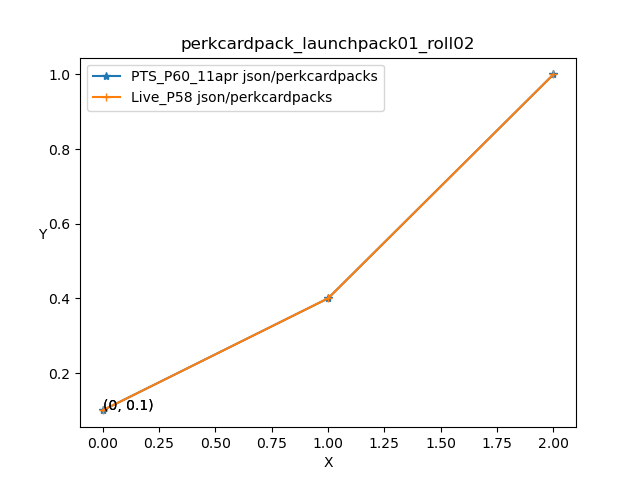 perkcardpack_launchpack01_roll02
PTS_P60_11apr json/perkcardpacks
Live_P58 json/perkcardpacks
1.0
0.8
0.6
Y
0.4
0.2
(0, 0.1)
0.00 0.25 0.50 0.75 1.00 1.25 1.50 1.75 2.00
X